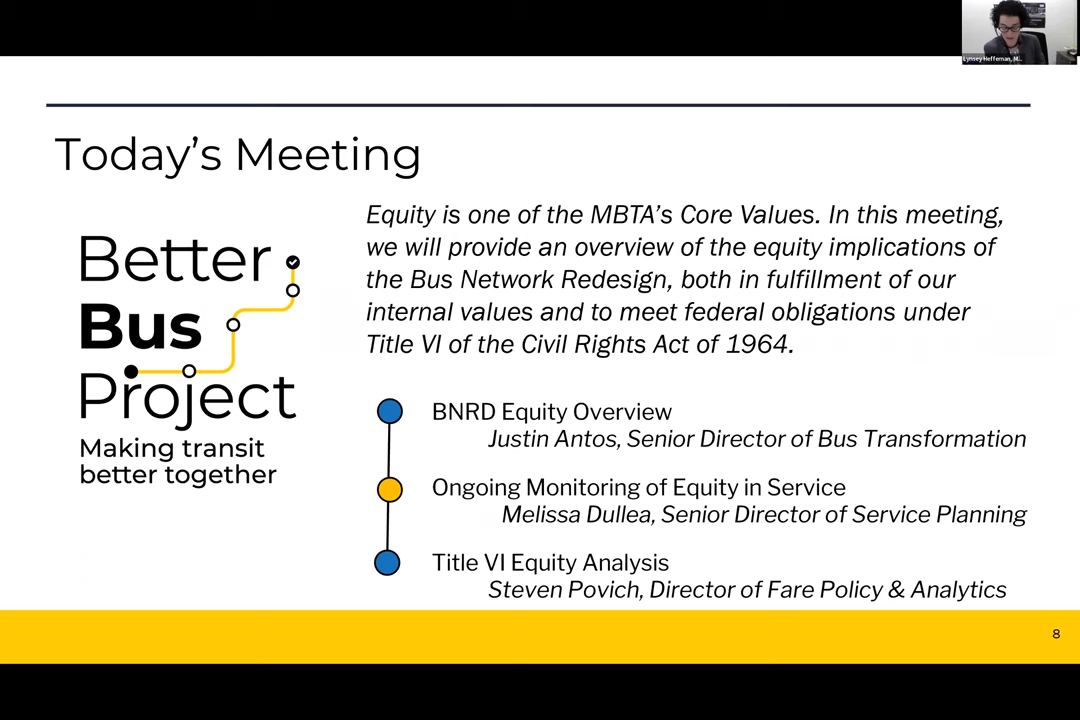 Lynsey Heffernan, M...
Today's Meeting
Better
Bus
Project
Making transit
better together
Equity is one of the MBTA's Core Values. In this meeting,
we will provide an overview of the equity implications of
the Bus Network Redesign, both in fulfillment of our
internal values and to meet federal obligations under
Title VI of the Civil Rights Act of 1964.
BNRD Equity Overview
Justin Antos, Senior Director of Bus Transformation
Ongoing Monitoring of Equity in Service
Melissa Dullea, Senior Director of Service Planning
Title VI Equity Analysis
Steven Povich, Director of Fare Policy & Analytics
8